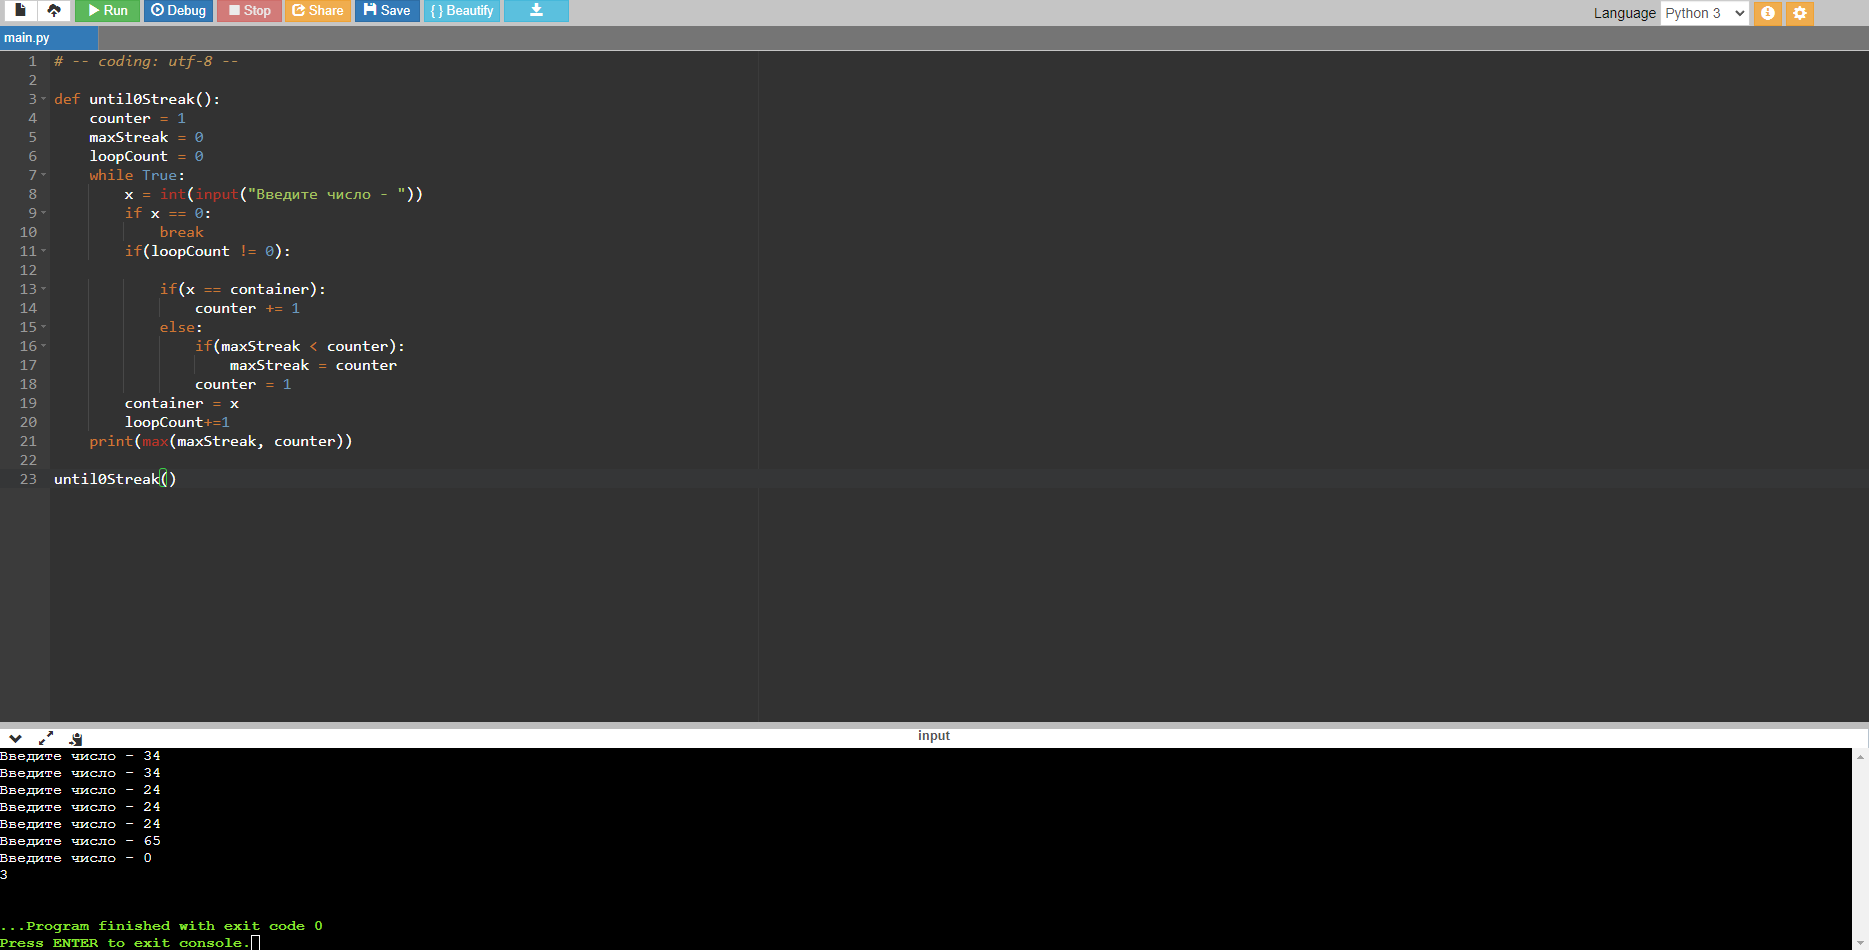 Run Debug Stop Share Save { } Beautify
Language Python 3
main.py
1 # -- coding: utf-8 --
2
3 def until0Streak():
4     counter = 1
5     maxStreak = 0
6     loopCount = 0
7     while True:
8         x = int(input("Введите число - "))
9         if x == 0:
10             break
11         if(loopCount != 0):
12
13             if(x == container):
14                 counter += 1
15             else:
16                 if(maxStreak < counter):
17                     maxStreak = counter
18                 counter = 1
19         container = x
20         loopCount+=1
21     print(max(maxStreak, counter))
22
23 until0Streak()
input
Введите число - 34
Введите число - 34
Введите число - 24
Введите число - 24
Введите число - 24
Введите число - 65
Введите число - 0
3
...Program finished with exit code 0
Press ENTER to exit console.